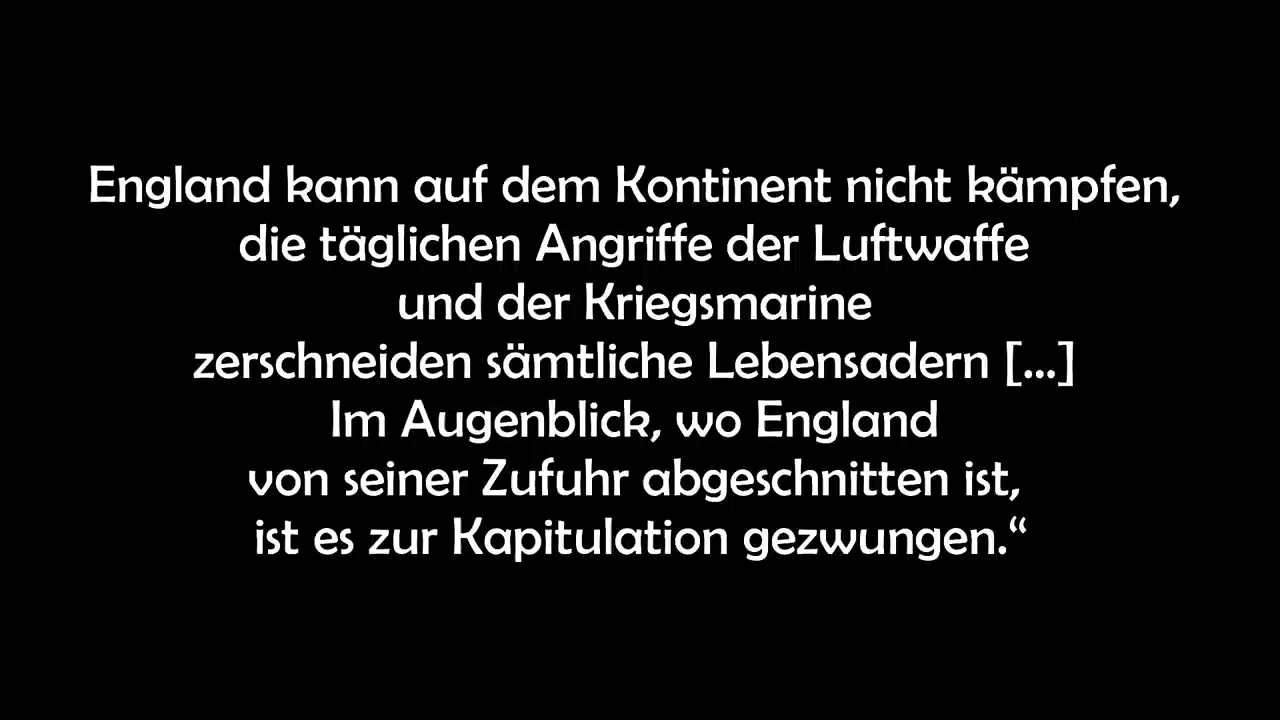 England kann auf dem Kontinent nicht kämpfen,
die täglichen Angriffe der Luftwaffe
und der Kriegsmarine
zerschneiden sämtliche Lebensadern [...]
Im Augenblick, wo England
von seiner Zufuhr abgeschnitten ist,
ist es zur Kapitulation gezwungen.“